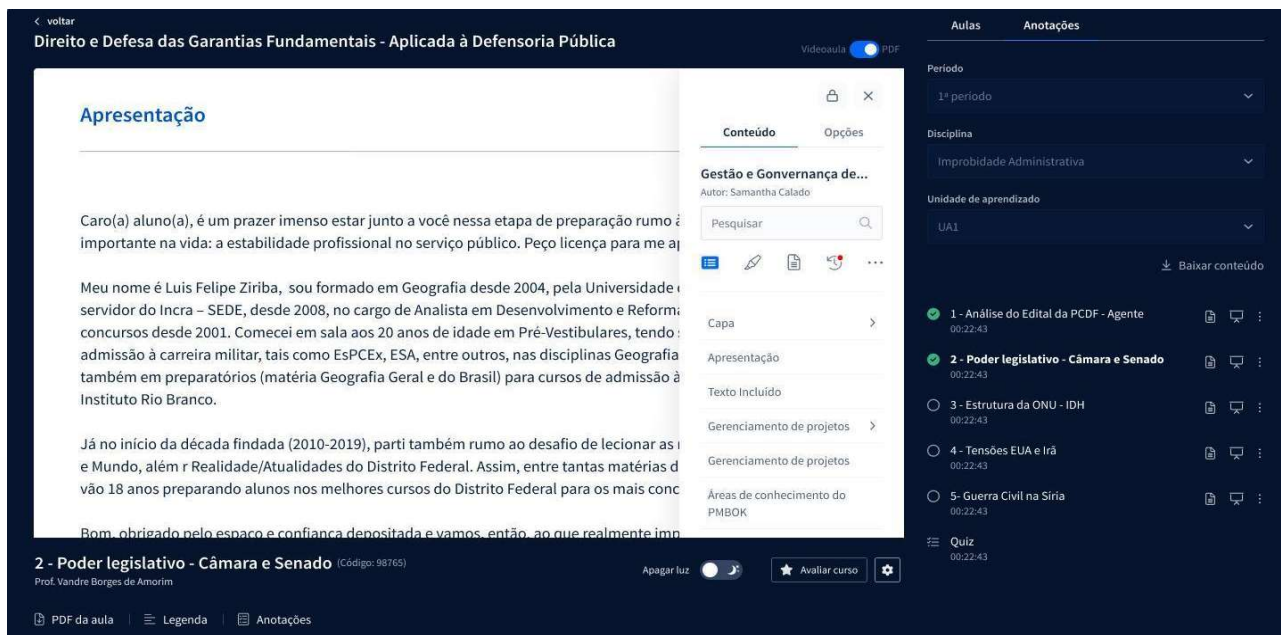 voltar
Direito e Defesa das Garantias Fundamentais - Aplicada à Defensoria Pública
Videoaula PDF
Apresentação
Caro(a) aluno(a), é um prazer imenso estar junto a você nessa etapa de preparação rumo à
importante na vida: a estabilidade profissional no serviço público. Peço licença para me
Meu nome é Luis Felipe Ziriba, sou formado em Geografia desde 2004, pela Universidade
servidor do Incra – SEDE, desde 2008, no cargo de Analista em Desenvolvimento e
concursos desde 2001. Comecei em sala aos 20 anos de idade em Pré-Vestibulares, tendo
admissão à carreira militar, tais como EsPCEx, ESA, entre outros, nas disciplinas Geografia
também em preparatórios (matéria Geografia Geral e do Brasil) para cursos de admissão à
Instituto Rio Branco.
Já no início da década findada (2010-2019), parti também rumo ao desafio de lecionar as
e Mundo, além r Realidade/Atualidades do Distrito Federal. Assim, entre tantas matérias
vão 18 anos preparando alunos nos melhores cursos do Distrito Federal para os mais
Bom, obrigado pelo espaço e confiança depositada e vamos, então, ao que realmente
Conteúdo Opções
Gestão e Gonvernança de...
Autor: Samantha Calado
Pesquisar
Capa
Apresentação
Texto Incluído
Gerenciamento de projetos
Gerenciamento de projetos
Áreas de conhecimento do
PMBOK
2 - Poder legislativo - Câmara e Senado (Código: 98765)
Prof. Vandre Borges de Amorim
Apagar luz
Avaliar curso
PDF da aula
Legenda
Anotações
Aulas Anotações
Período
1º período
Disciplina
Improbidade Administrativa
Unidade de aprendizado
UA1
Baixar conteúdo
1 - Análise do Edital da PCDF - Agente
00:22:43
2 - Poder legislativo - Câmara e Senado
00:22:43
3 - Estrutura da ONU - IDH
00:22:43
4 - Tensões EUA e Irã
00:22:43
5- Guerra Civil na Síria
00:22:43
Quiz
00:22:43